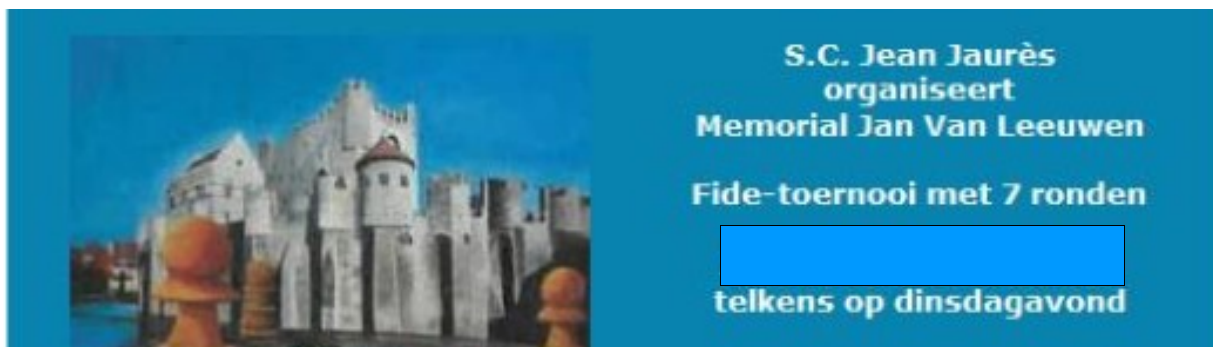 S.C. Jean Jaurès
organiseert
Memorial Jan Van Leeuwen
Fide-toernooi met 7 ronden
telkens op dinsdagavond